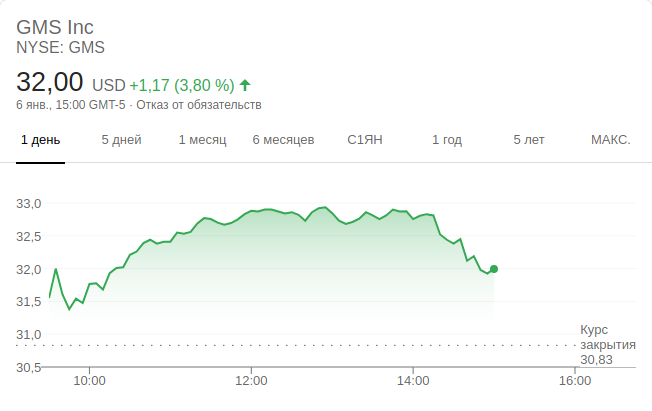 GMS Inc
NYSE: GMS
32,00 USD +1,17 (3,80 %)
6 янв., 15:00 GMT-5 · Отказ от обязательств
1 день 5 дней 1 месяц 6 месяцев С1ЯН 1 год 5 лет МАКС.
33,0
32,5
32,0
31,5
31,0
30,5
Курс
закрытия
30,83
10:00 12:00 14:00 16:00